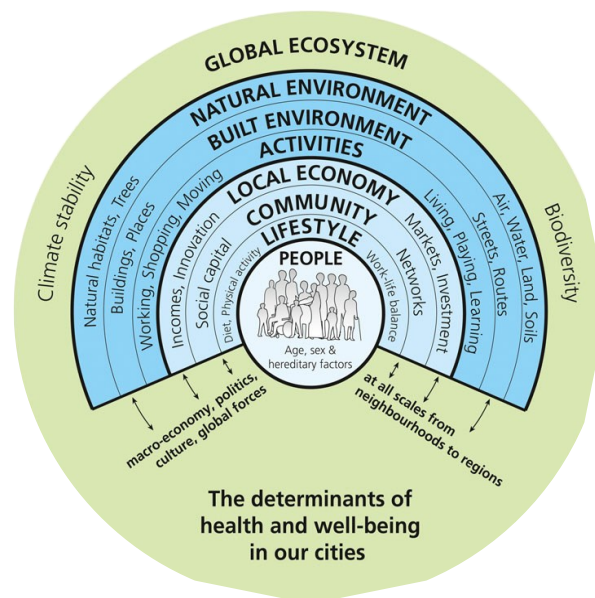 GLOBAL ECOSYSTEM
NATURAL ENVIRONMENT
BUILT ENVIRONMENT
ACTIVITIES
LOCAL ECONOMY
COMMUNITY
LIFESTYLE
PEOPLE
Age, sex &
hereditary factors
Climate stability
Natural habitats, Trees
Buildings, Places
Working, Shopping, Moving
Incomes, Innovation
Social capital
Diet, Physical activity
Work-life balance
Networks
Markets, Investment
Living, Playing, Learning
Streets, Routes
Air, Water, Land, Soils
Biodiversity
macro-economy, politics,
culture, global forces
at all scales from
neighbourhoods to regions
The determinants of
health and well-being
in our cities